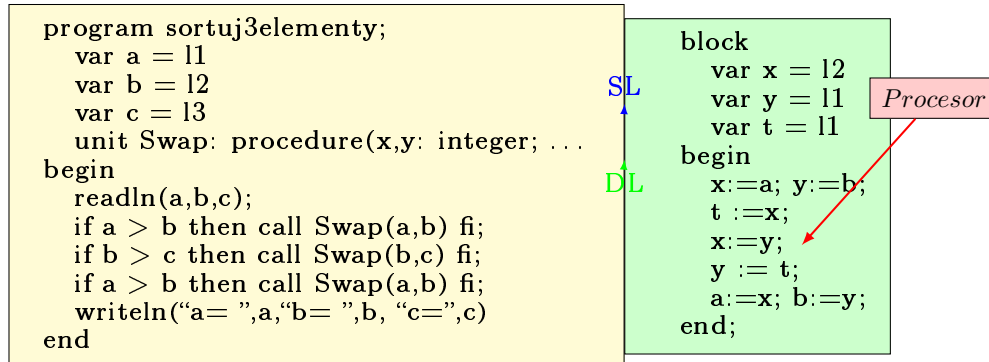 program sortuj3elementy;
var a = l1
var b = l2
var c = l3
unit Swap: procedure(x,y: integer; ...
begin
readln(a,b,c);
if a > b then call Swap(a,b) fi;
if b > c then call Swap(b,c) fi;
if a > b then call Swap(a,b) fi;
writeln(“a= ”,a,“b= ”,b, “c=”,c)
end
SL
DL
block
var x = l2
var y = l1
var t = l1
begin
x:=a; y:=b;
t :=x;
x:=y;
y := t;
a:=x; b:=y;
end;
Procesor